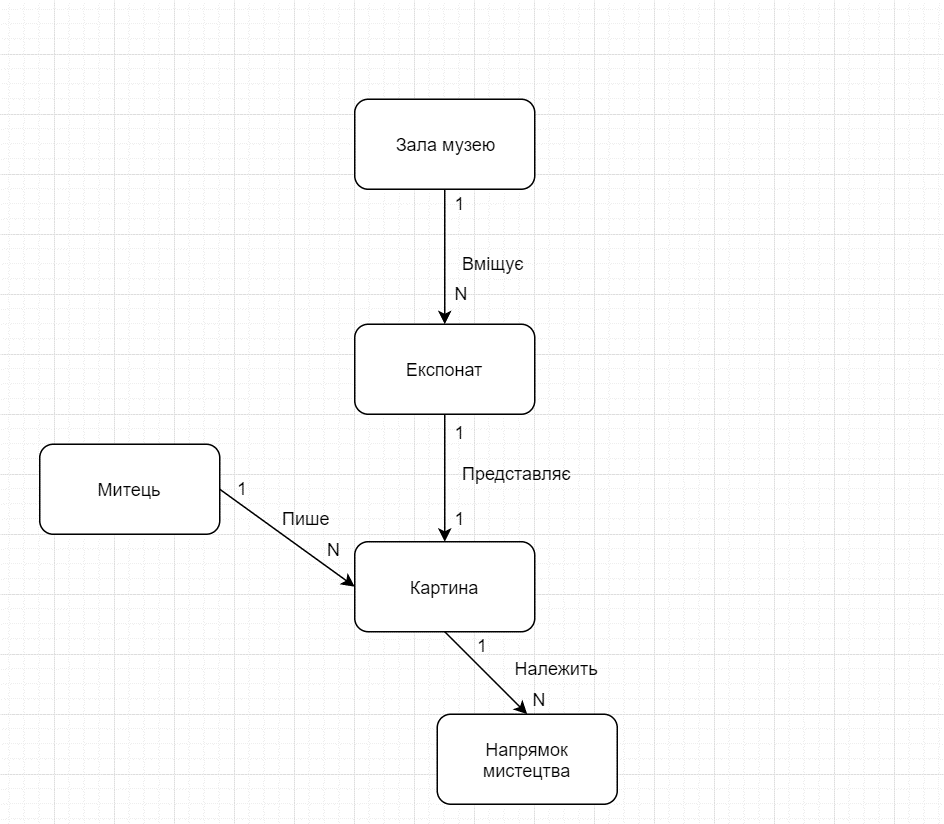 Зала музею
1
Вміщує
N
Експонат
1
Представляє
1
Митець
1
Пише
N
Картина
1
Належить
N
Напрямок
мистецтва